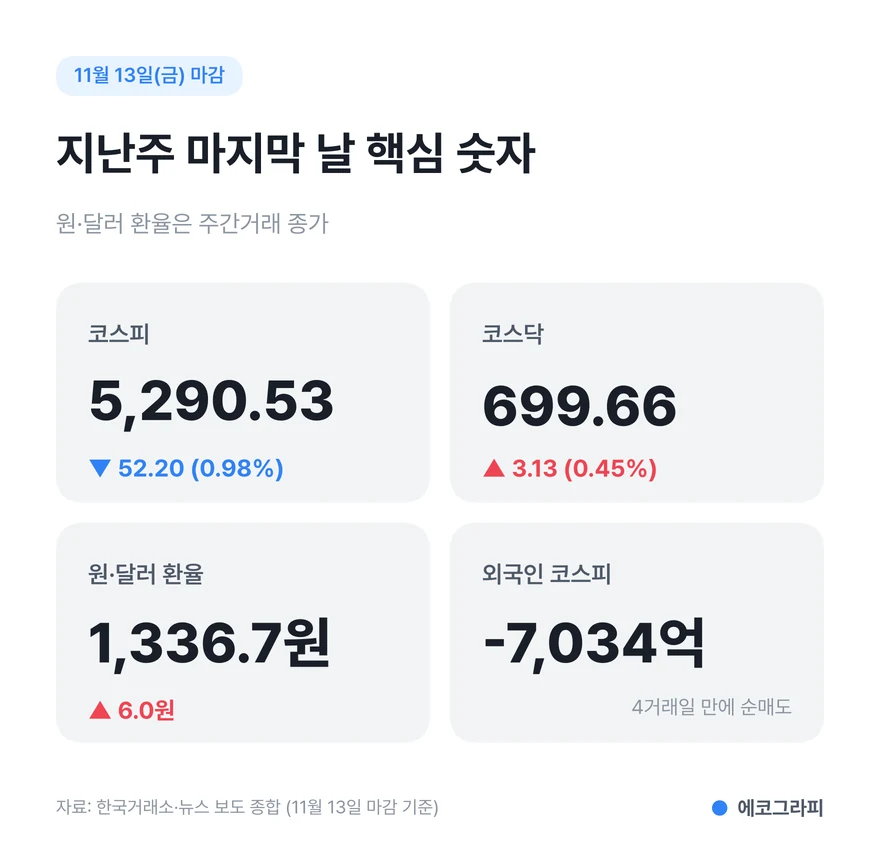 11월 13일(금) 마감
지난주 마지막 날 핵심 숫자
원·달러 환율은 주간거래 종가
코스피
5,290.53
▼ 52.20 (0.98%)
코스닥
699.66
▲ 3.13 (0.45%)
원·달러 환율
1,336.7원
▲ 6.0원
외국인 코스피
-7,034억
4거래일 만에 순매도
자료: 한국거래소·뉴스 보도 종합 (11월 13일 마감 기준)
에코그라피